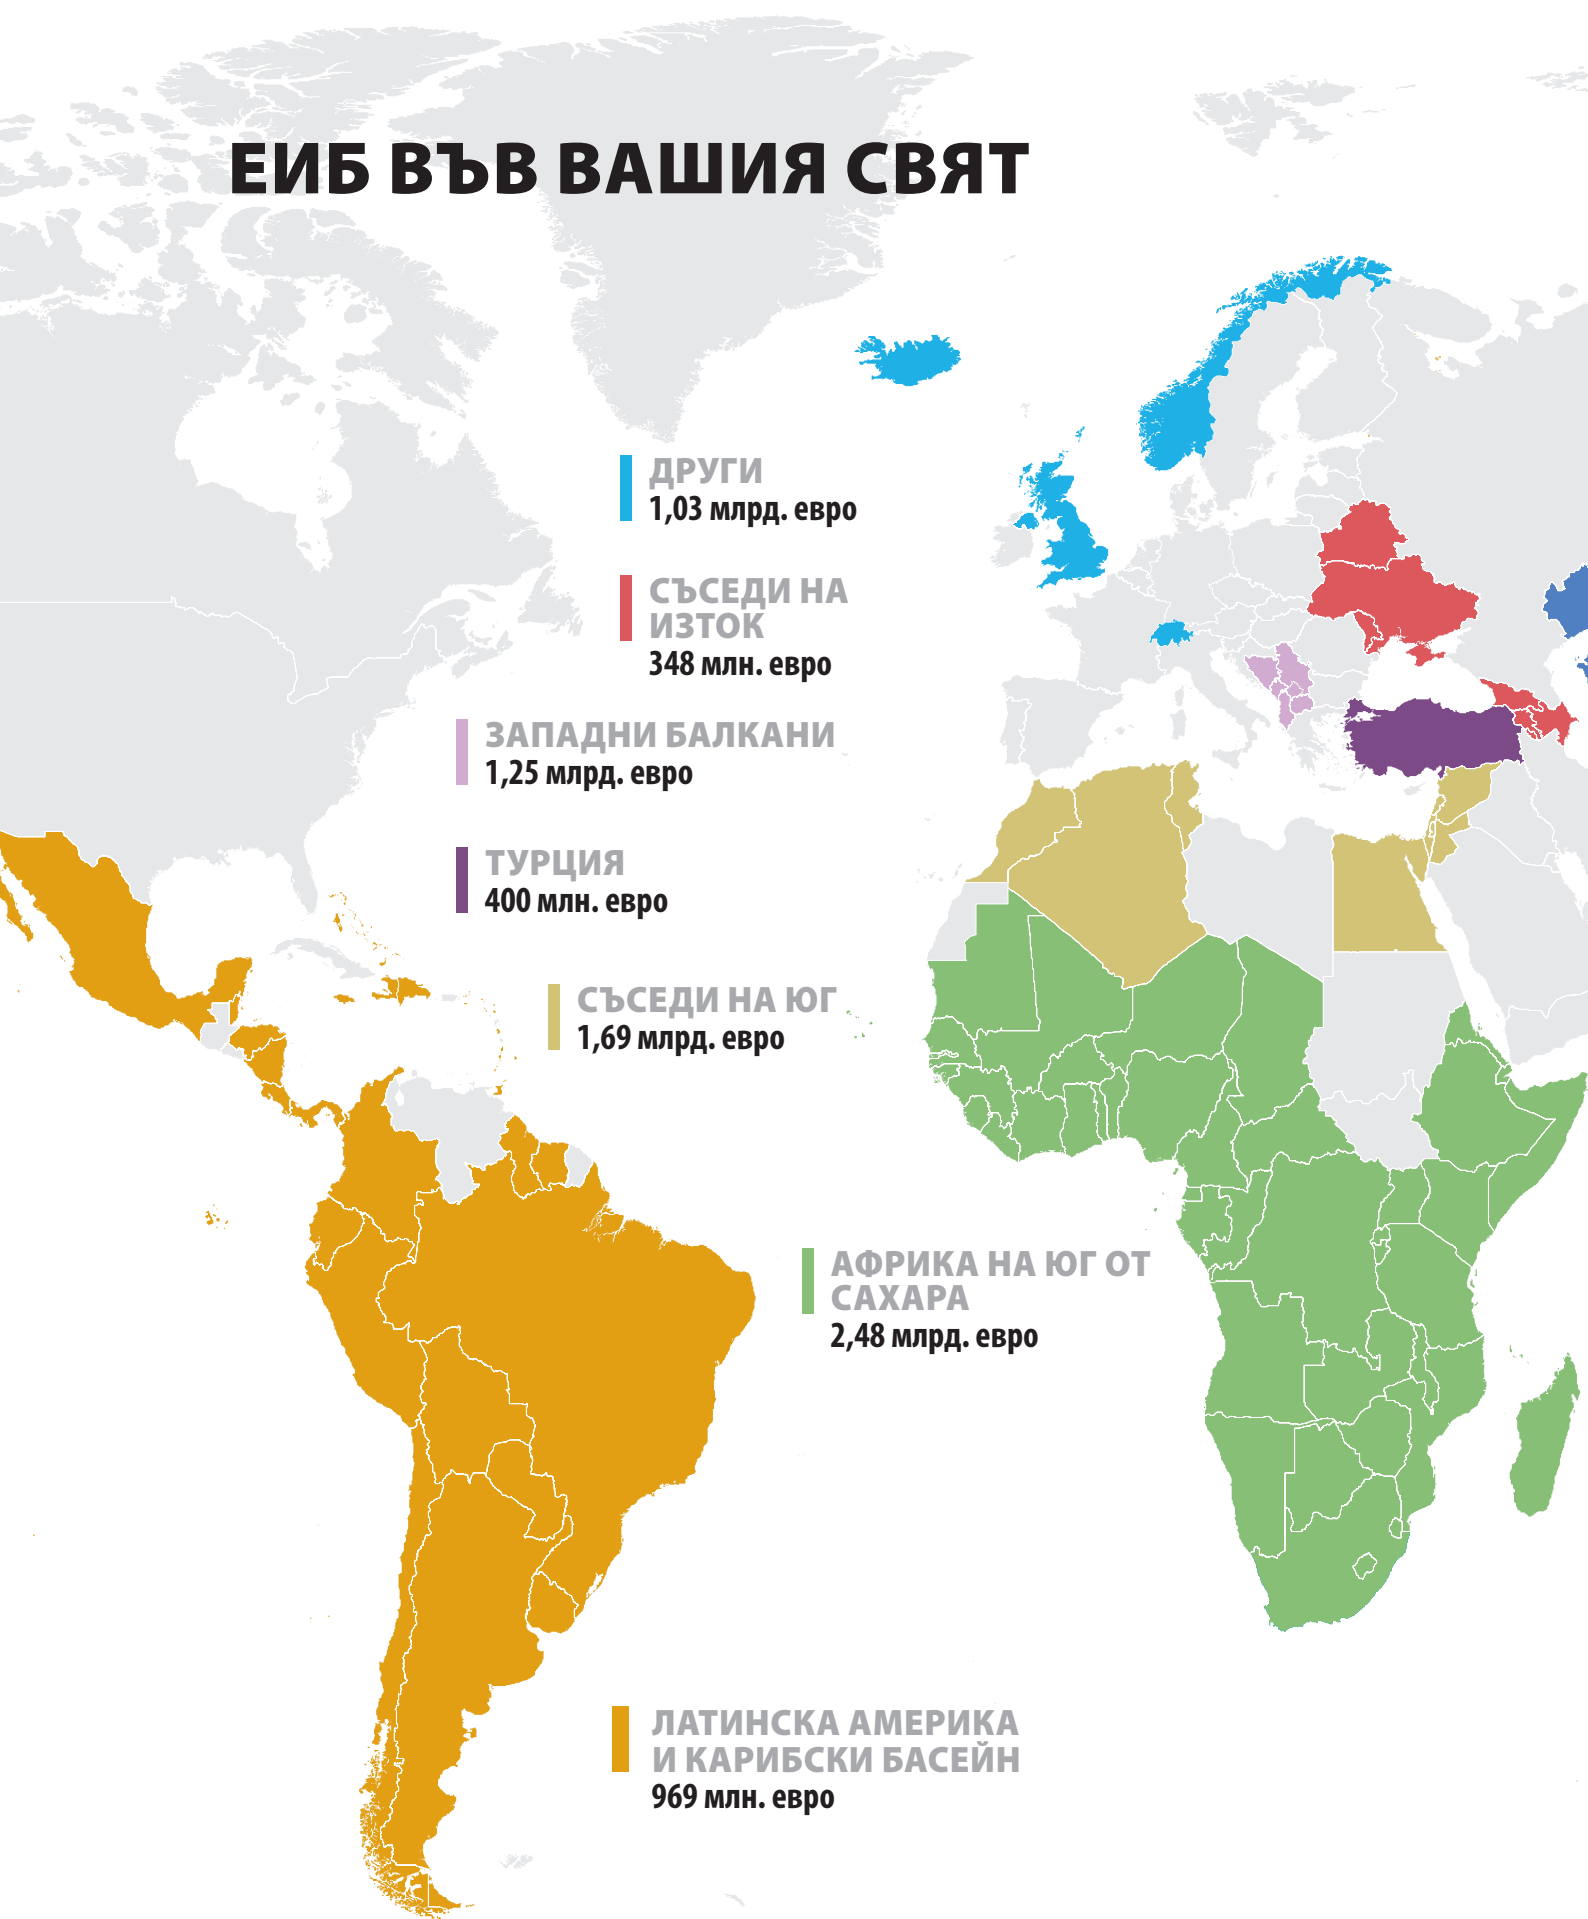 ЕИБ ВЪВ ВАШИЯ СВЯТ
ДРУГИ
1,03 млрд. евро
СЪСЕДИ НА
ИЗТОК
348 млн. евро
ЗАПАДНИ БАЛКАНИ
1,25 млрд. евро
ТУРЦИЯ
400 млн. евро
СЪСЕДИ НА ЮГ
1,69 млрд. евро
АФРИКА НА ЮГ ОТ
САХАРА
2,48 млрд. евро
ЛАТИНСКА АМЕРИКА
И КАРИБСКИ БАСЕЙН
969 млн. евро